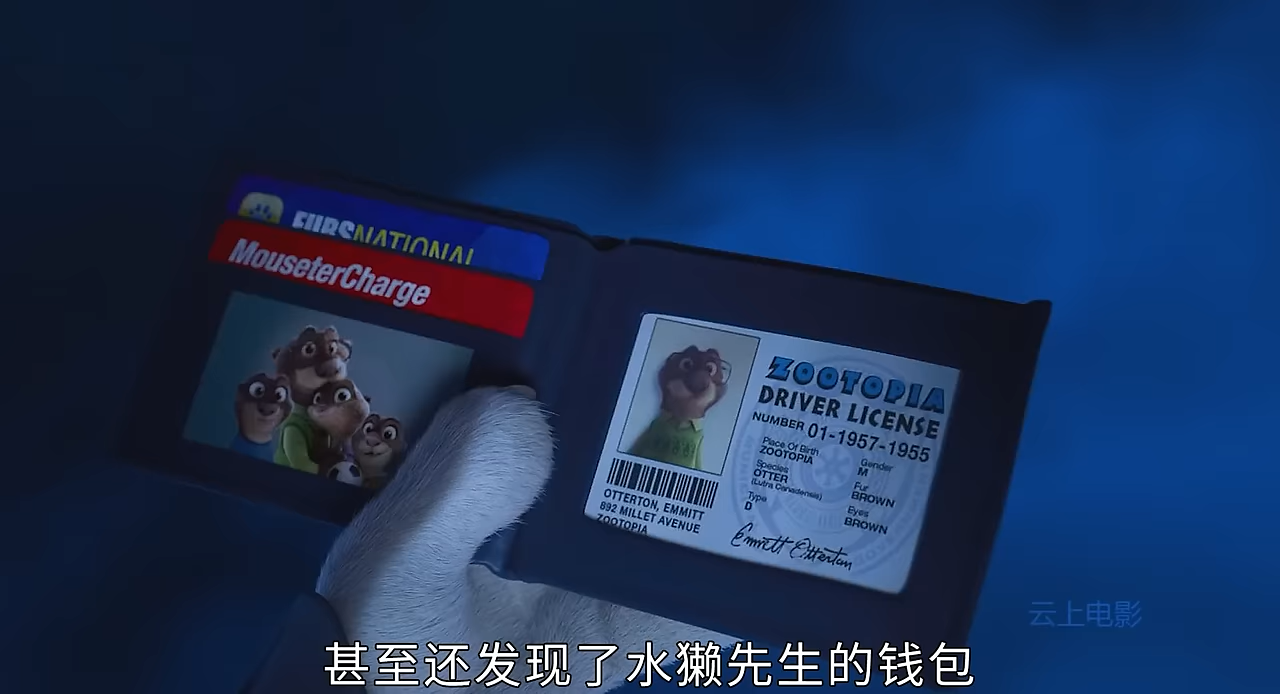 FURSNATIONAL
MouseterCharge
ZOOTOPIA
DRIVER LICENSE
NUMBER 01-1957-1955
Place Of Birth
ZOOTOPIA
Gender
M
Species
OTTER
(Lutra Canadensis)
Fur
BROWN
Type
D
Eyes
BROWN
OTTERTON, EMMITT
892 MILLET AVENUE
ZOOTOPIA
Emmitt Otterton
云上电影
甚至还发现了水獭先生的钱包